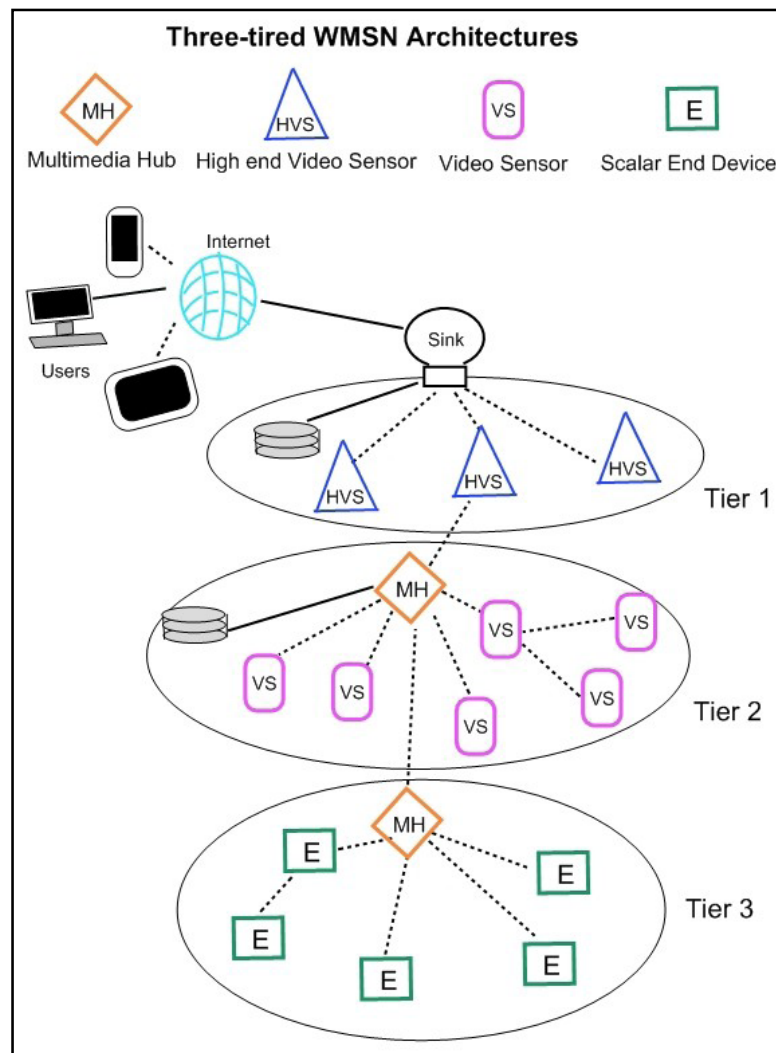 Three-tired WMSN Architectures
MH
HVS
VS
E
Multimedia Hub
High end Video Sensor
Video Sensor
Scalar End Device
Internet
Users
Sink
HVS
HVS
HVS
Tier 1
MH
VS
VS
VS
VS
VS
VS
Tier 2
MH
E
E
E
E
E
Tier 3